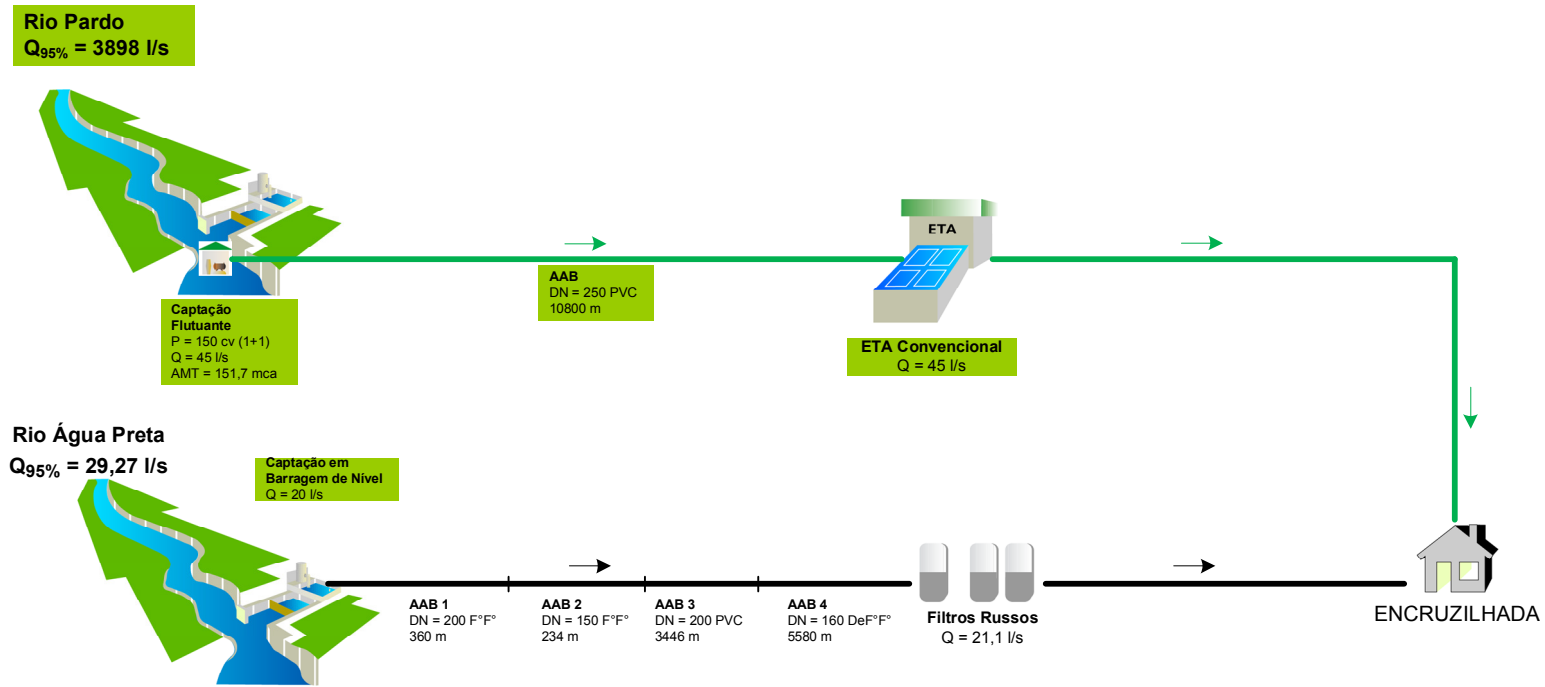 Rio Pardo
Q95% = 3898 l/s
ETA
AAB
DN = 250 PVC
10800 m
Captação
Flutuante
P = 150 cv (1+1)
Q = 45 l/s
AMT = 151,7 mca
ETA Convencional
Q = 45 l/s
Rio Água Preta
Q95% = 29,27 l/s
Captação em
Barragem de Nível
Q = 20 l/s
AAB 1
DN = 200 F°F°
360 m
AAB 2
DN = 150 F°F°
234 m
AAB 3
DN = 200 PVC
3446 m
AAB 4
DN = 160 DeF°F°
5580 m
Filtros Russos
Q = 21,1 l/s
ENCRUZILHADA